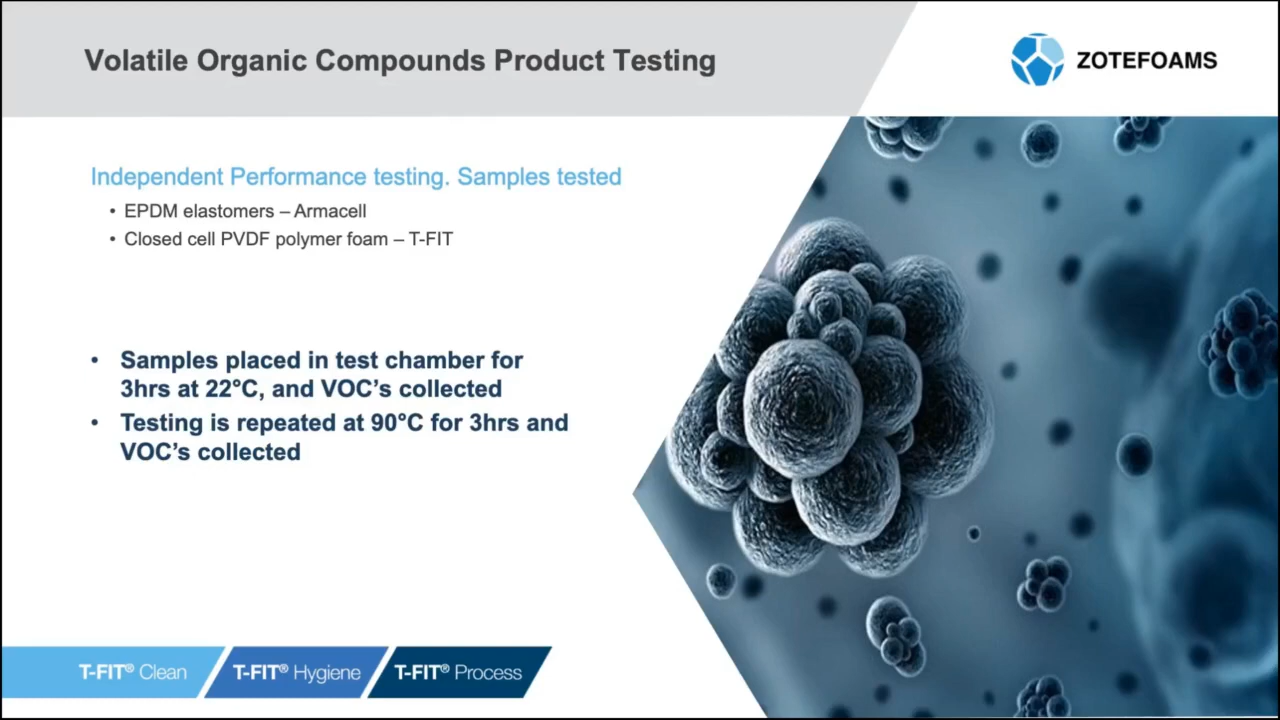 Volatile Organic Compounds Product Testing
ZOTEFOAMS
Independent Performance testing. Samples tested
• EPDM elastomers – Armacell
• Closed cell PVDF polymer foam – T-FIT
• Samples placed in test chamber for
3hrs at 22°C, and VOC’s collected
• Testing is repeated at 90°C for 3hrs and
VOC’s collected
T-FIT® Clean
T-FIT® Hygiene
T-FIT® Process